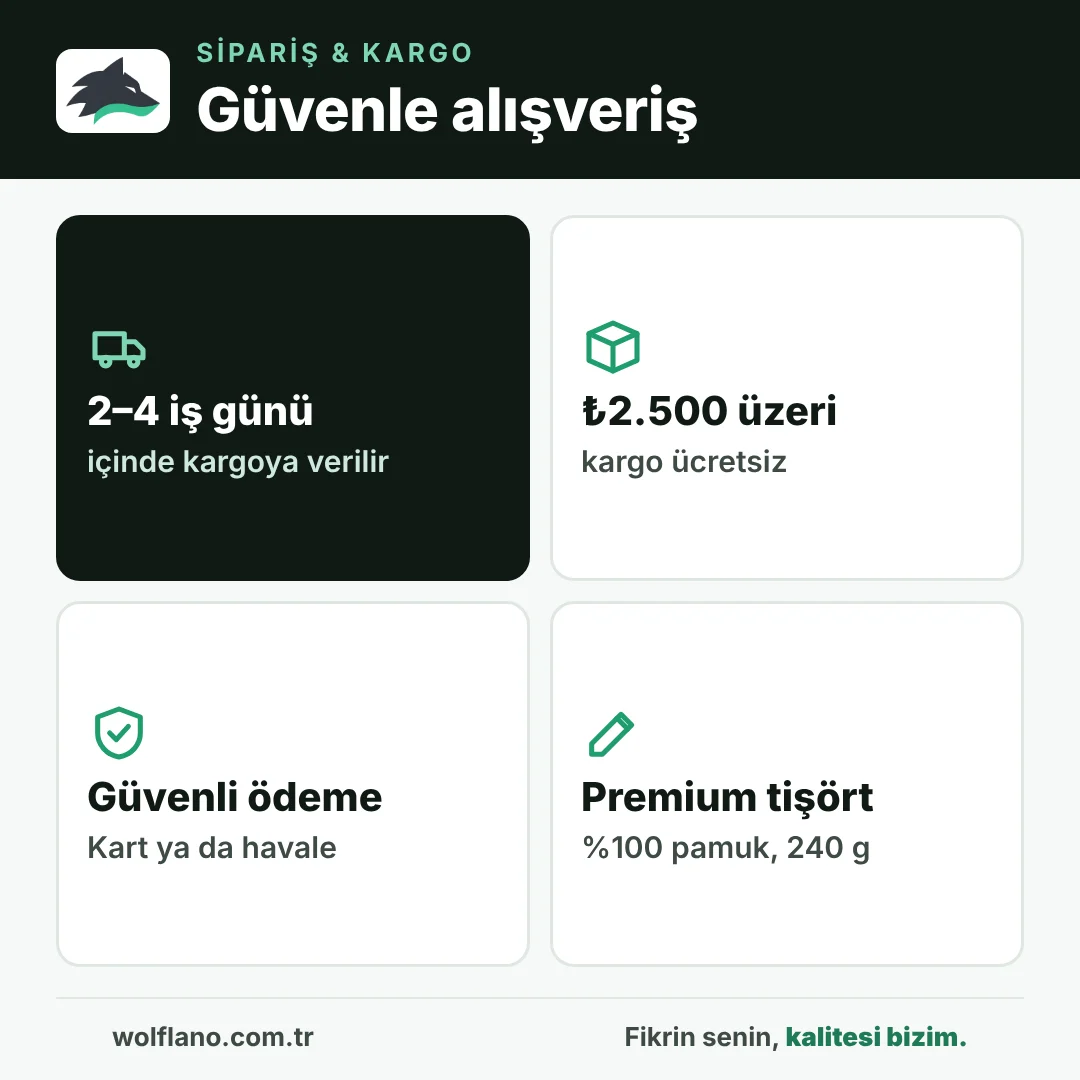 SİPARİŞ & KARGO
Güvenle alışveriş
2–4 iş günü
içinde kargoya verilir
₺2.500 üzeri
kargo ücretsiz
Güvenli ödeme
Kart ya da havale
Premium tişört
%100 pamuk, 240 g
wolflano.com.tr
Fikrin senin, kalitesi bizim.